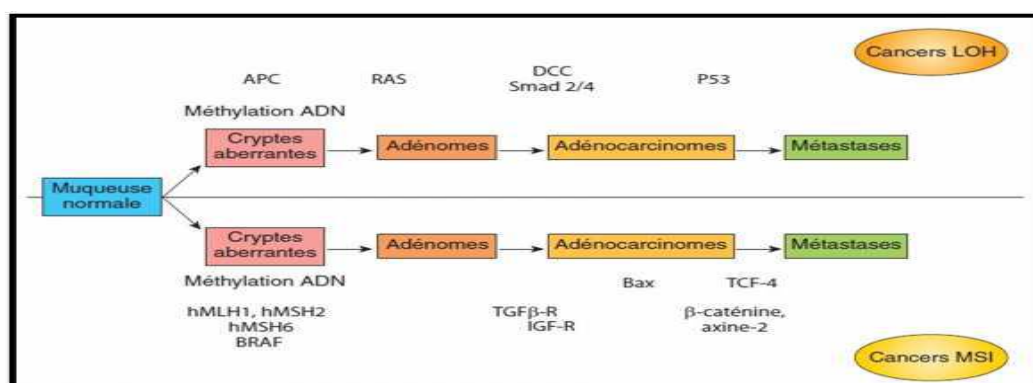 Cancers LOH
APC RAS DCC P53
Smad 2/4
Méthylation ADN
Cryptes
aberrantes
Adénomes
Adénocarcinomes
Métastases
Muqueuse
normale
Cryptes
aberrantes
Adénomes
Adénocarcinomes
Métastases
Méthylation ADN
Bax TCF-4
hMLH1, hMSH2
hMSH6
BRAF
TGFβ-R
IGF-R
β-caténine,
axine-2
Cancers MSI